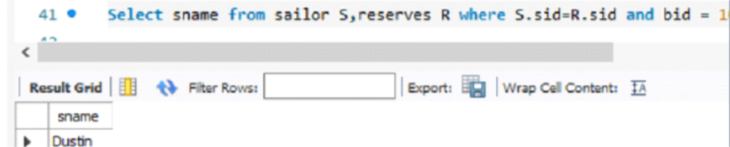 41 Select sname from sailor S,reserves R where S.sid=R.sid and bid =
Result Grid Filter Rows: Export: Wrap Cell Content: IA
sname
Dustin